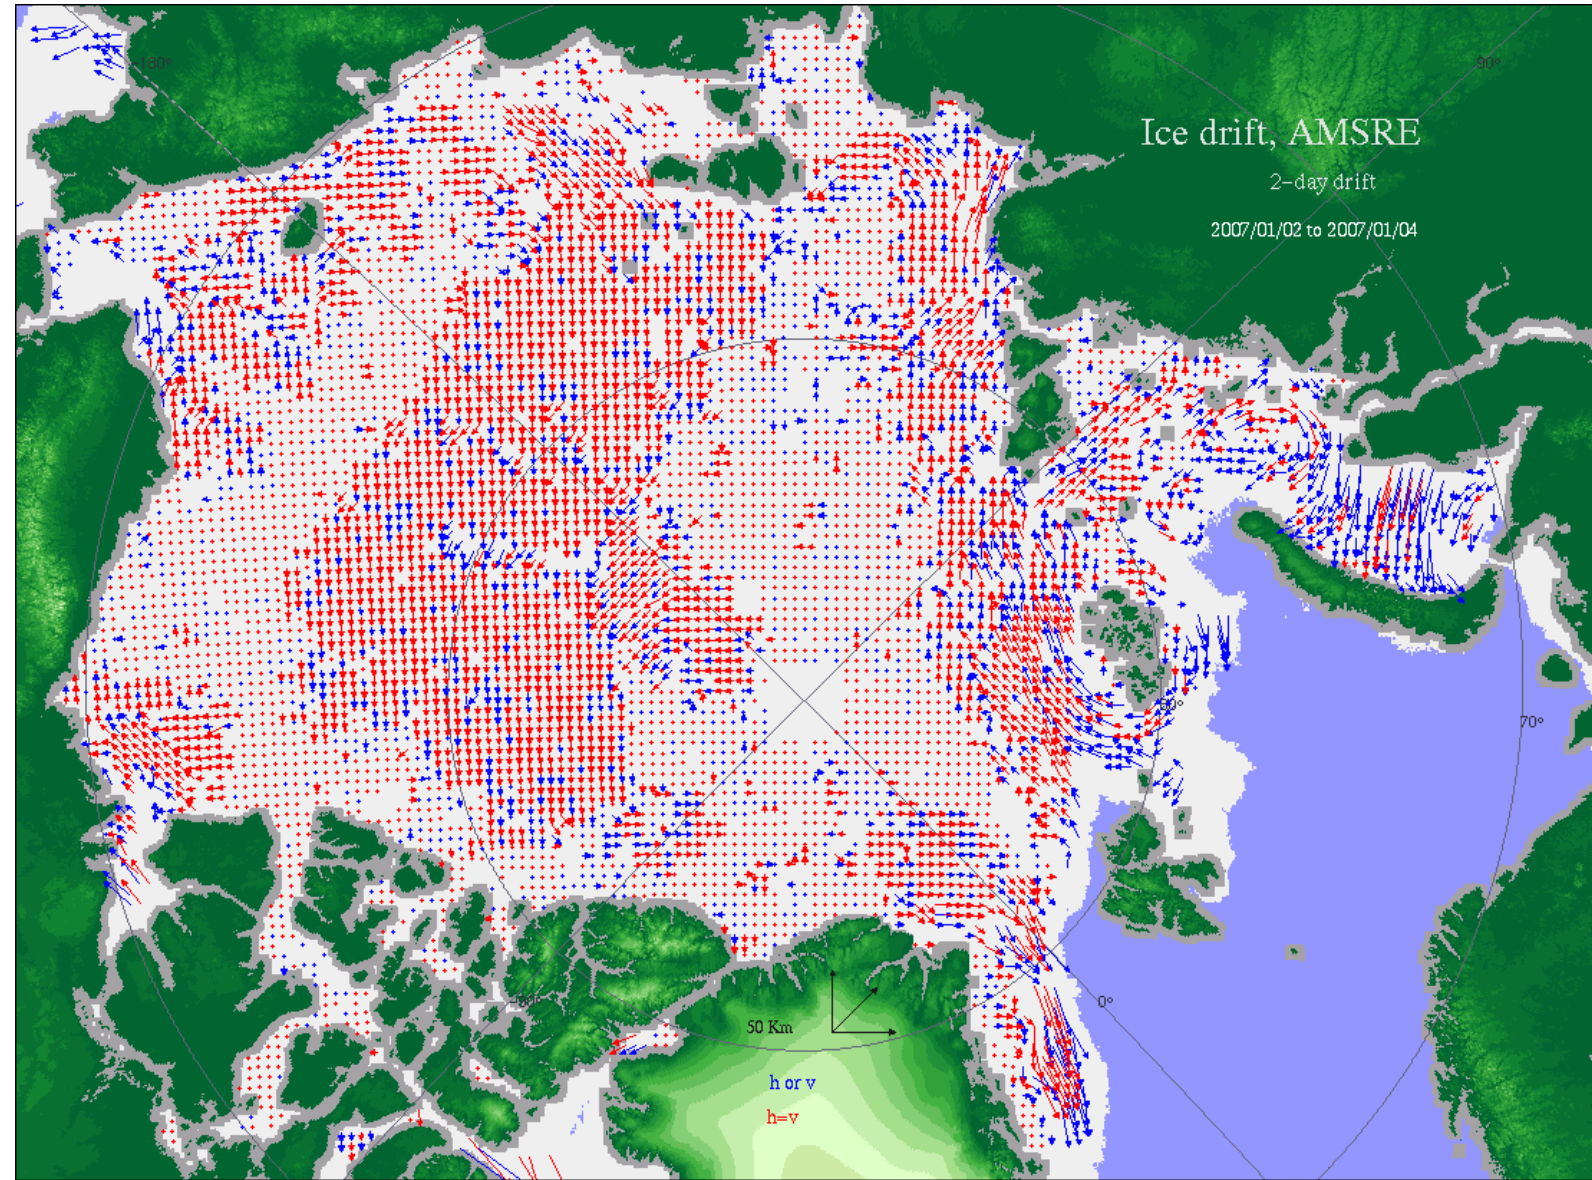 180°
90°
Ice drift, AMSRE
2-day drift
2007/01/02 to 2007/01/04
80°
70°
0°
50 Km
h or v
h=v